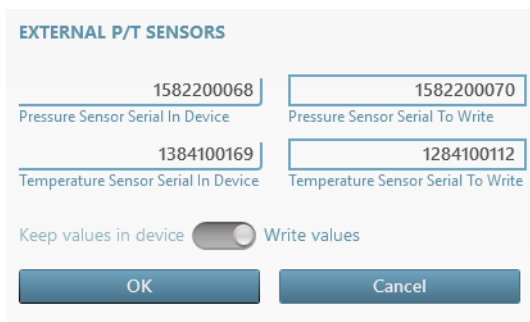 EXTERNAL P/T SENSORS
1582200068 1582200070
Pressure Sensor Serial In Device Pressure Sensor Serial To Write
1384100169 1284100112
Temperature Sensor Serial In Device Temperature Sensor Serial To Write
Keep values in device Write values
OK Cancel